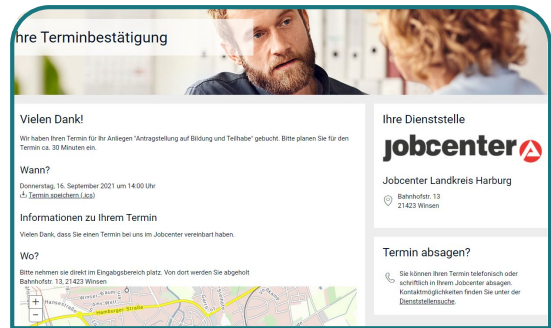 hre Terminbestätigung
Vielen Dank!
Wir haben Ihren Termin für Ihr Anliegen "Antragstellung auf Bildung und Teilhabe" gebucht. Bitte planen Sie für den
Termin ca. 30 Minuten ein.
Wann?
Donnerstag, 16. September 2021 um 14:00 Uhr
Termin speichern (.ics)
Informationen zu Ihrem Termin
Vielen Dank, dass Sie einen Termin bei uns im Jobcenter vereinbart haben.
Wo?
Bitte nehmen sie direkt im Eingabgsbereich platz. Von dort werden Sie abgeholt
Bahnhofstr. 13, 21423 Winsen
+
−
Hamburger Straße
Ihre Dienststelle
jobcenter
Jobcenter Landkreis Harburg
Bahnhofstr. 13
21423 Winsen
Termin absagen?
Sie können Ihren Termin telefonisch oder
schriftlich in Ihrem Jobcenter absagen.
Kontaktmöglichkeiten finden Sie unter der
Dienststellensuche.